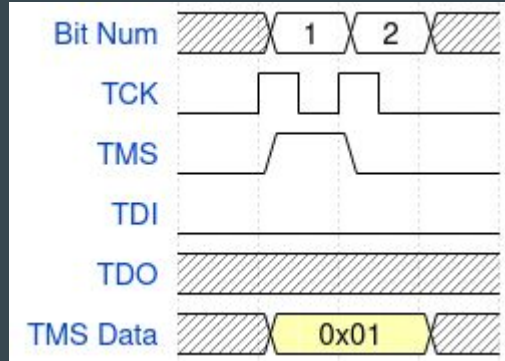 Bit Num 1 2
TCK
TMS
TDI
TDO
TMS Data 0x01